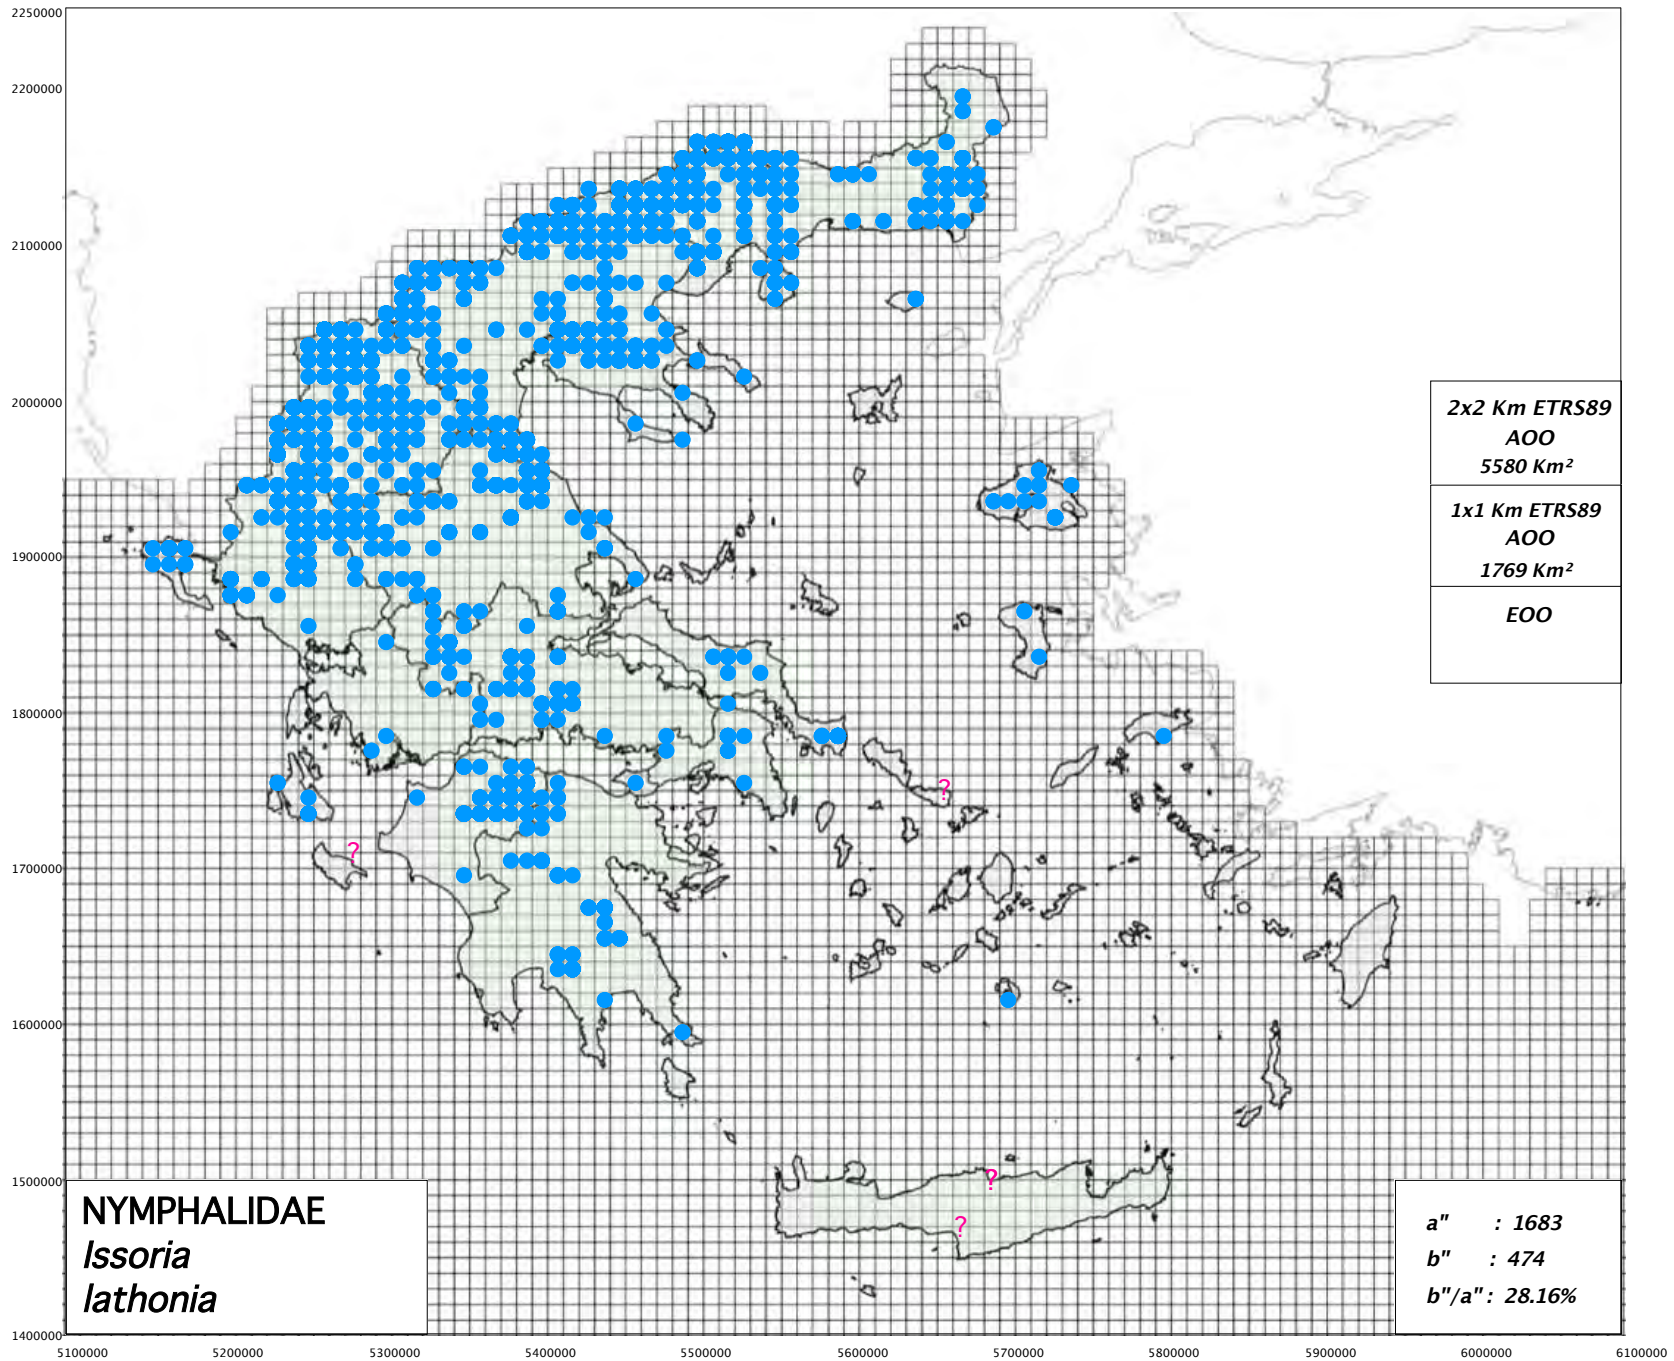 2250000
2200000
2100000
2000000
1900000
1800000
1700000
1600000
1500000
1400000
5100000 5200000 5300000 5400000 5500000 5600000 5700000 5800000 5900000 6000000 6100000
2x2 Km ETRS89
AOO
5580 Km²
1x1 Km ETRS89
AOO
1769 Km²
EOO
?
?
?
?
NYMPHALIDAE
Issoria
lathonia
a" : 1683
b" : 474
b"/a" : 28.16%